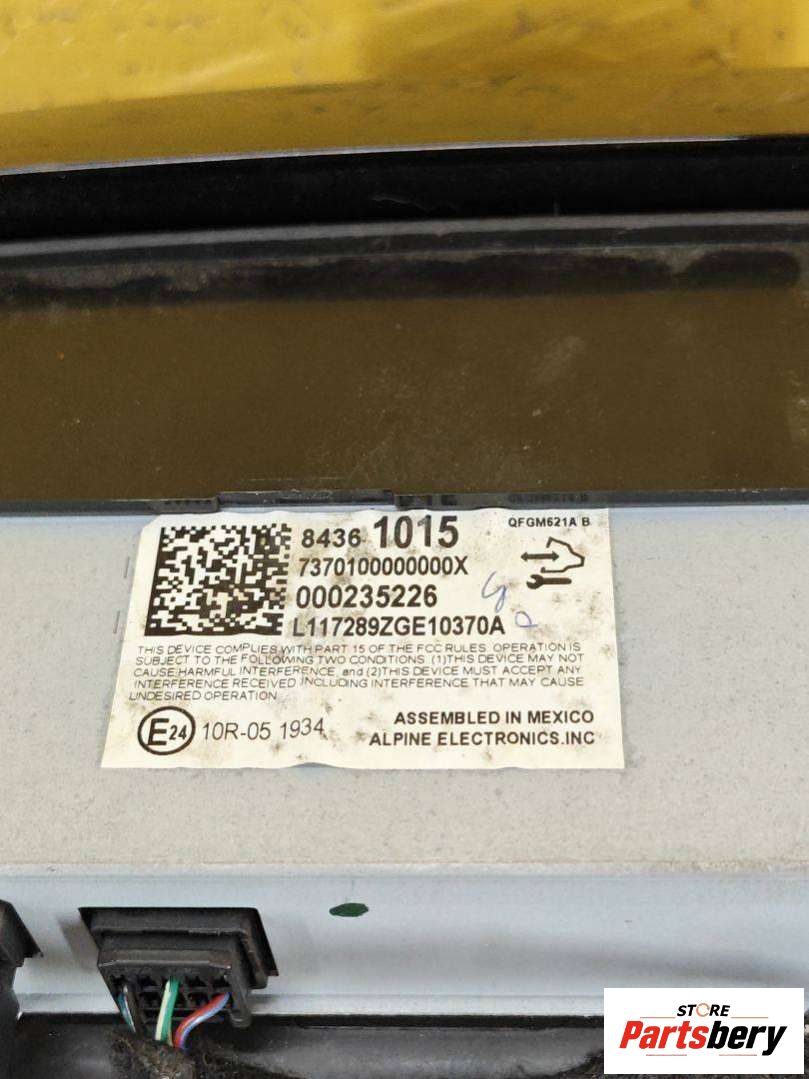 8436 1015
QFGM621A B
7370100000000X
000235226
L117289ZGE10370A
THIS DEVICE COMPLIES WITH PART 15 OF THE FCC RULES. OPERATION IS
SUBJECT TO THE FOLLOWING TWO CONDITIONS (1)THIS DEVICE MAY NOT
CAUSE HARMFUL INTERFERENCE, and (2)THIS DEVICE MUST ACCEPT ANY
INTERFERENCE RECEIVED INCLUDING INTERFERENCE THAT MAY CAUSE
UNDESIRED OPERATION
E24 10R-05 1934
ASSEMBLED IN MEXICO
ALPINE ELECTRONICS.INC
STORE
Partsbery